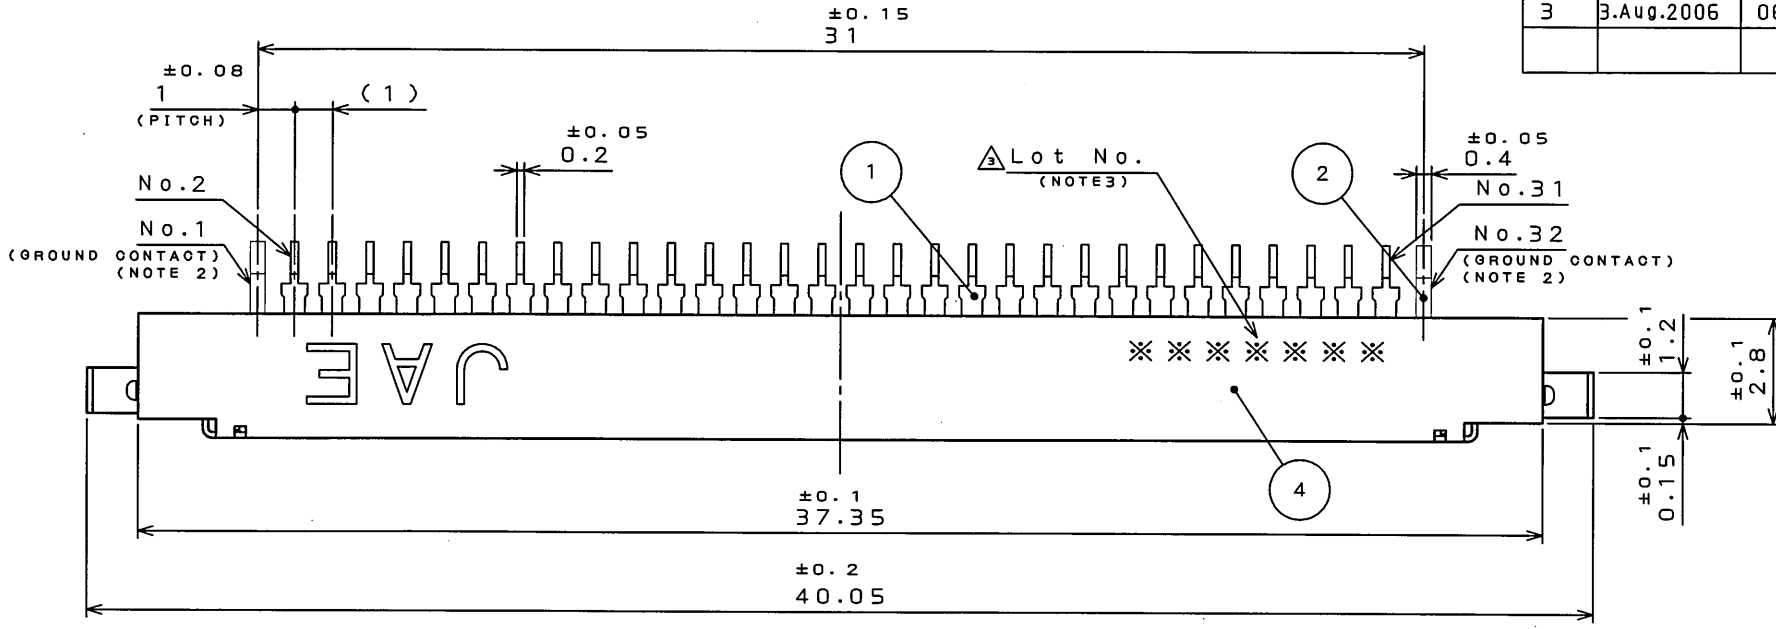 ±0.15
31
3 3.Aug.2006
±0.08
1 (1)
(PITCH)
±0.05
0.2
1
3 Lot No.
(NOTE3)
2
±0.05
0.4
No.2
No.31
No.1
(GROUND CONTACT)
(NOTE 2)
No.32
(GROUND CONTACT)
(NOTE 2)
JAE
※ ※ ※ ※ ※ ※ ※
±0.1
1.2
±0.1
2.8
±0.1
0.15
4
±0.1
37.35
±0.2
40.05